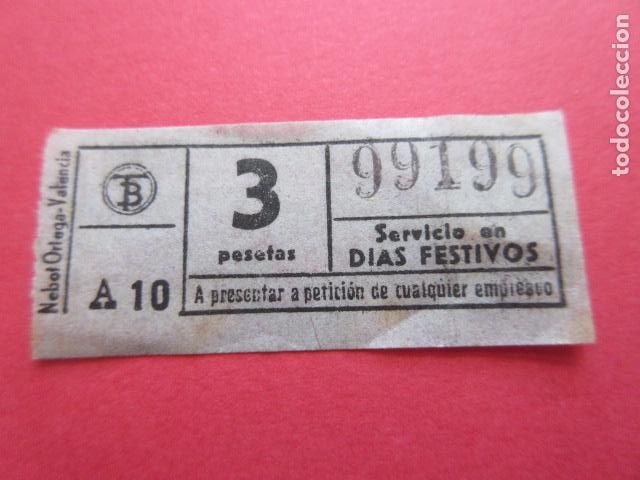 Nebot Ortega-Valencia
TB
A 10
3
pesetas
99199
Servicio en
DIAS FESTIVOS
A presentar a petición de cualquier empleado
todocoleccion